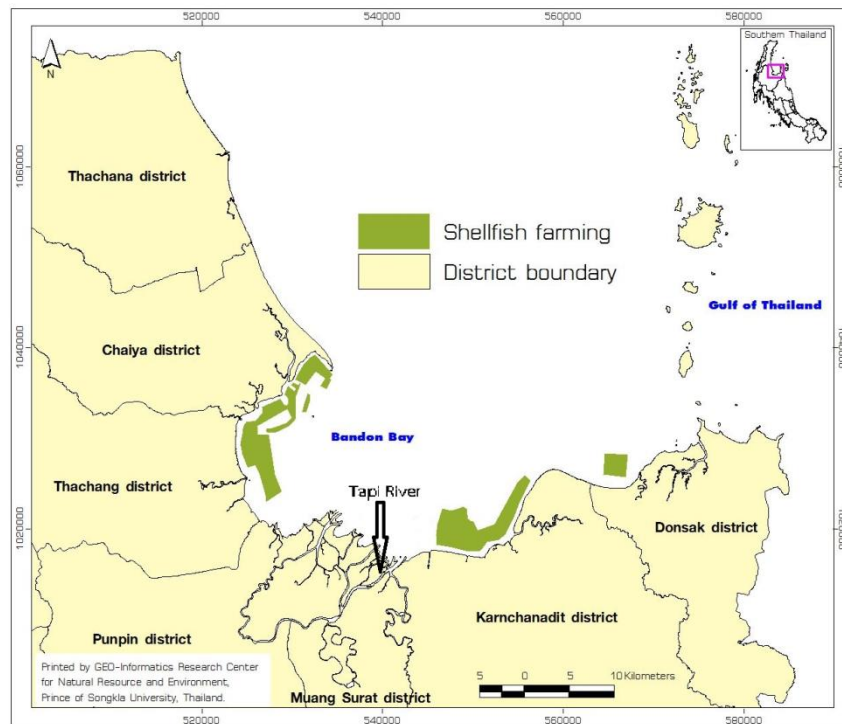 520000 540000 560000 580000
Southern Thailand
N
1060000 1060000
Thachana district
Shellfish farming
District boundary
Gulf of Thailand
1040000 1040000
Chaiya district
Bandon Bay
Thachang district
Tapi River
1020000 1020000
Donsak district
Karnchanadit district
Punpin district
Printed by GEO-Informatics Research Center
for Natural Resource and Environment,
Prince of Songkla University, Thailand.
Muang Surat district
5 0 5 10 Kilometers
520000 540000 560000 580000